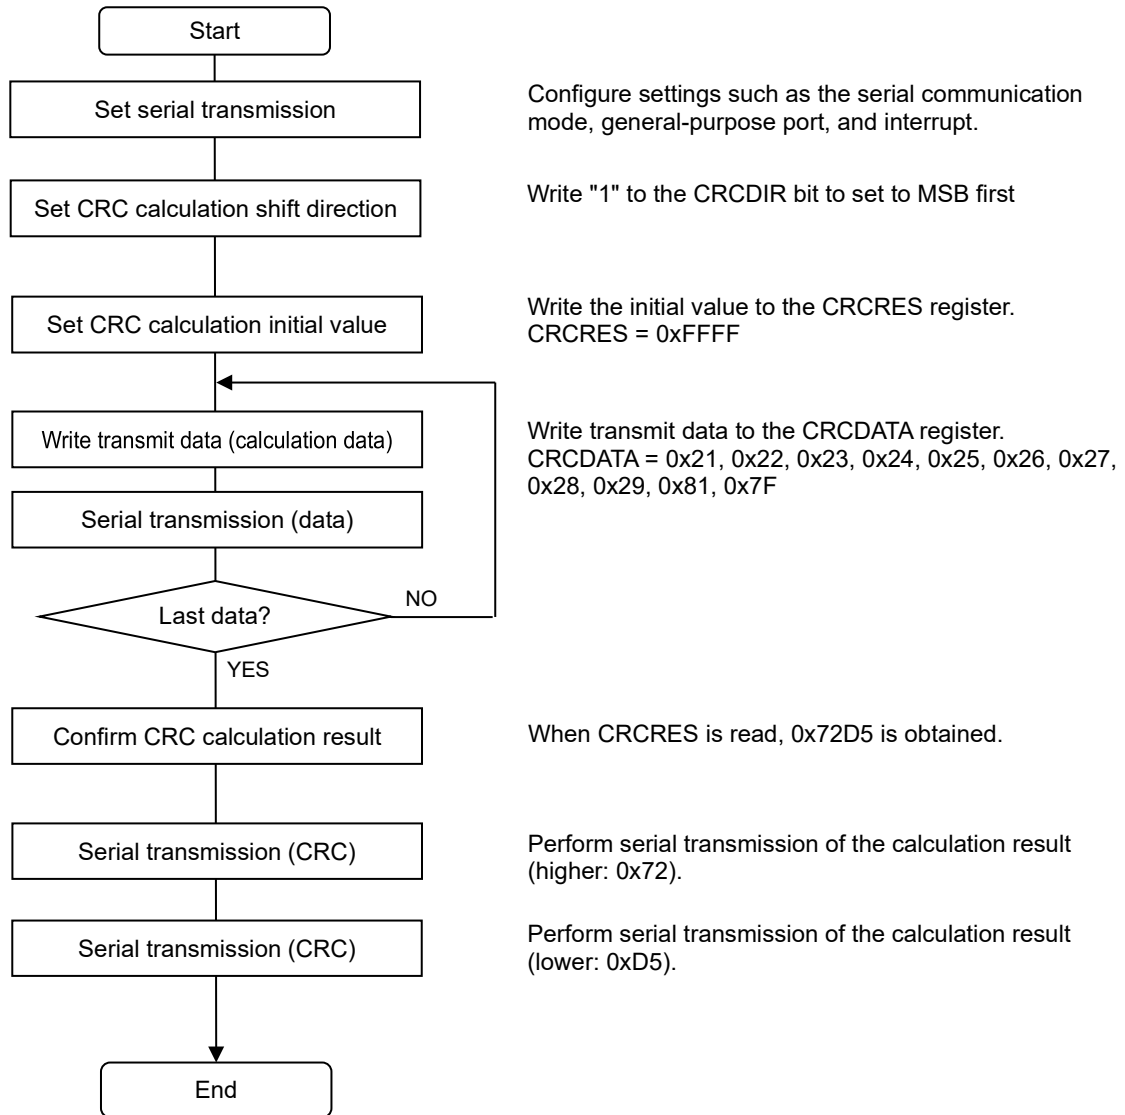 Start
Set serial transmission
Configure settings such as the serial communication
mode, general-purpose port, and interrupt.
Set CRC calculation shift direction
Write "1" to the CRCDIR bit to set to MSB first
Set CRC calculation initial value
Write the initial value to the CRCRES register.
CRCRES = 0xFFFF
Write transmit data (calculation data)
Write transmit data to the CRCDATA register.
CRCDATA = 0x21, 0x22, 0x23, 0x24, 0x25, 0x26, 0x27,
0x28, 0x29, 0x81, 0x7F
Serial transmission (data)
Last data?
NO
YES
Confirm CRC calculation result
When CRCRES is read, 0x72D5 is obtained.
Serial transmission (CRC)
Perform serial transmission of the calculation result
(higher: 0x72).
Serial transmission (CRC)
Perform serial transmission of the calculation result
(lower: 0xD5).
End